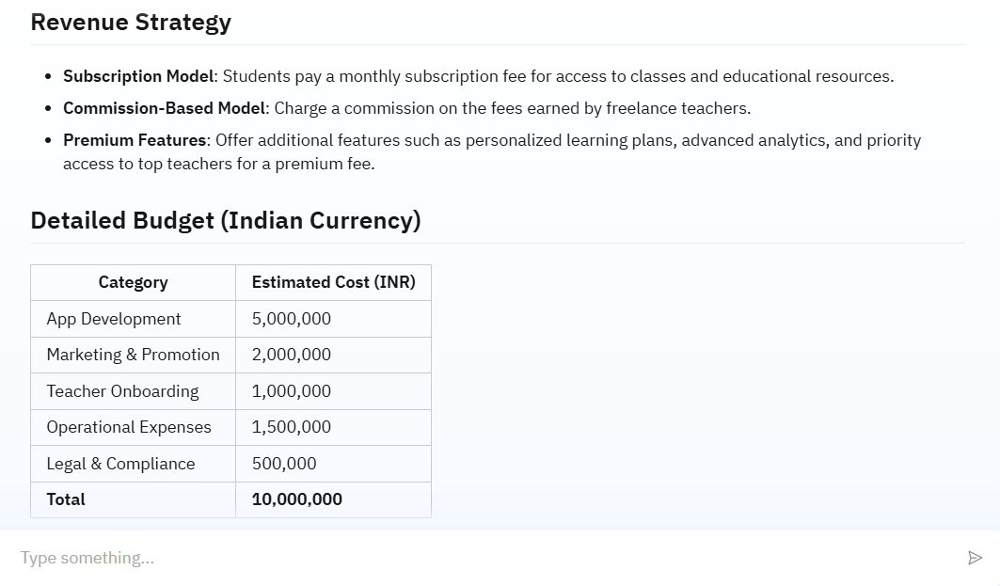 Revenue Strategy
Subscription Model: Students pay a monthly subscription fee for access to classes and educational resources.
Commission-Based Model: Charge a commission on the fees earned by freelance teachers.
Premium Features: Offer additional features such as personalized learning plans, advanced analytics, and priority
access to top teachers for a premium fee.
Detailed Budget (Indian Currency)
Category Estimated Cost (INR)
App Development 5,000,000
Marketing & Promotion 2,000,000
Teacher Onboarding 1,000,000
Operational Expenses 1,500,000
Legal & Compliance 500,000
Total 10,000,000
Type something...